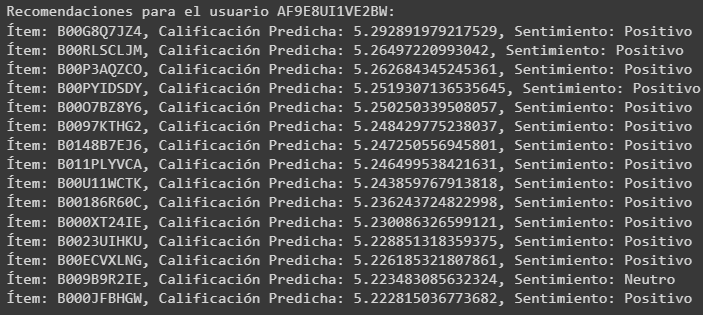 Recomendaciones para el usuario AF9E8UI1VE2BW:
Ítem: B00G8Q7JZ4, Calificación Predicha: 5.292891979217529, Sentimiento: Positivo
Ítem: B00RLSCLJM, Calificación Predicha: 5.26497220993042, Sentimiento: Positivo
Ítem: B00P3AQZCO, Calificación Predicha: 5.262684345245361, Sentimiento: Positivo
Ítem: B00PYIDSDY, Calificación Predicha: 5.2519307136535645, Sentimiento: Positivo
Ítem: B00O7BZ8Y6, Calificación Predicha: 5.250250339508057, Sentimiento: Positivo
Ítem: B0097KTHG2, Calificación Predicha: 5.248429775238037, Sentimiento: Positivo
Ítem: B0148B7EJ6, Calificación Predicha: 5.247250556945801, Sentimiento: Positivo
Ítem: B011PLYVCA, Calificación Predicha: 5.246499538421631, Sentimiento: Positivo
Ítem: B00U11WCTK, Calificación Predicha: 5.243859767913818, Sentimiento: Positivo
Ítem: B00186R60C, Calificación Predicha: 5.236243724822998, Sentimiento: Positivo
Ítem: B000XT24IE, Calificación Predicha: 5.230086326599121, Sentimiento: Positivo
Ítem: B0023UIHKU, Calificación Predicha: 5.228851318359375, Sentimiento: Positivo
Ítem: B00ECVXLNG, Calificación Predicha: 5.226185321807861, Sentimiento: Positivo
Ítem: B009B9R2IE, Calificación Predicha: 5.223483085632324, Sentimiento: Neutro
Ítem: B000JFBHGW, Calificación Predicha: 5.222815036773682, Sentimiento: Positivo